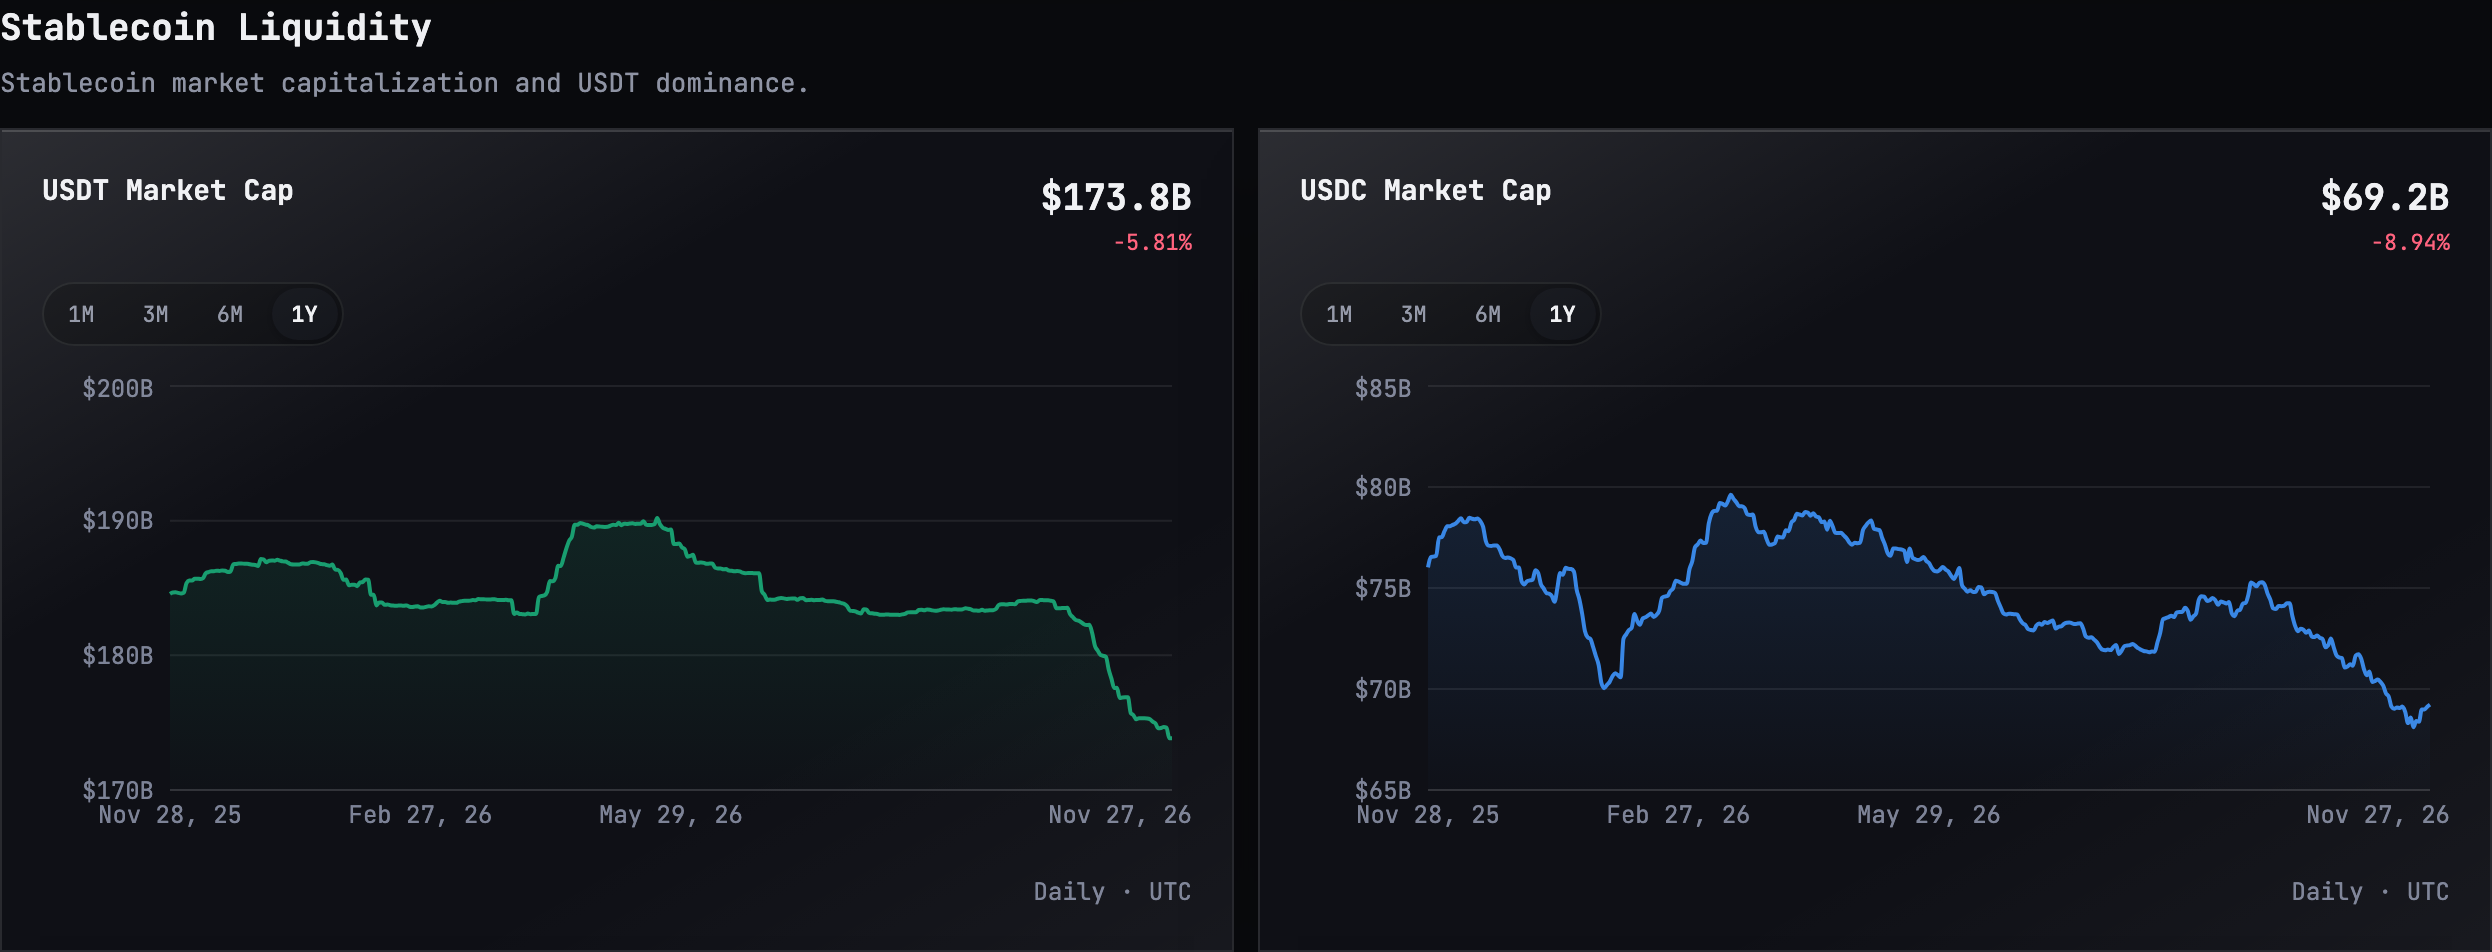 Stablecoin Liquidity
Stablecoin market capitalization and USDT dominance.
USDT Market Cap
$173.8B
-5.81%
1M 3M 6M 1Y
$200B
$190B
$180B
$170B
Nov 28, 25 Feb 27, 26 May 29, 26 Nov 27, 26
Daily · UTC
USDC Market Cap
$69.2B
-8.94%
1M 3M 6M 1Y
$85B
$80B
$75B
$70B
$65B
Nov 28, 25 Feb 27, 26 May 29, 26 Nov 27, 26
Daily · UTC